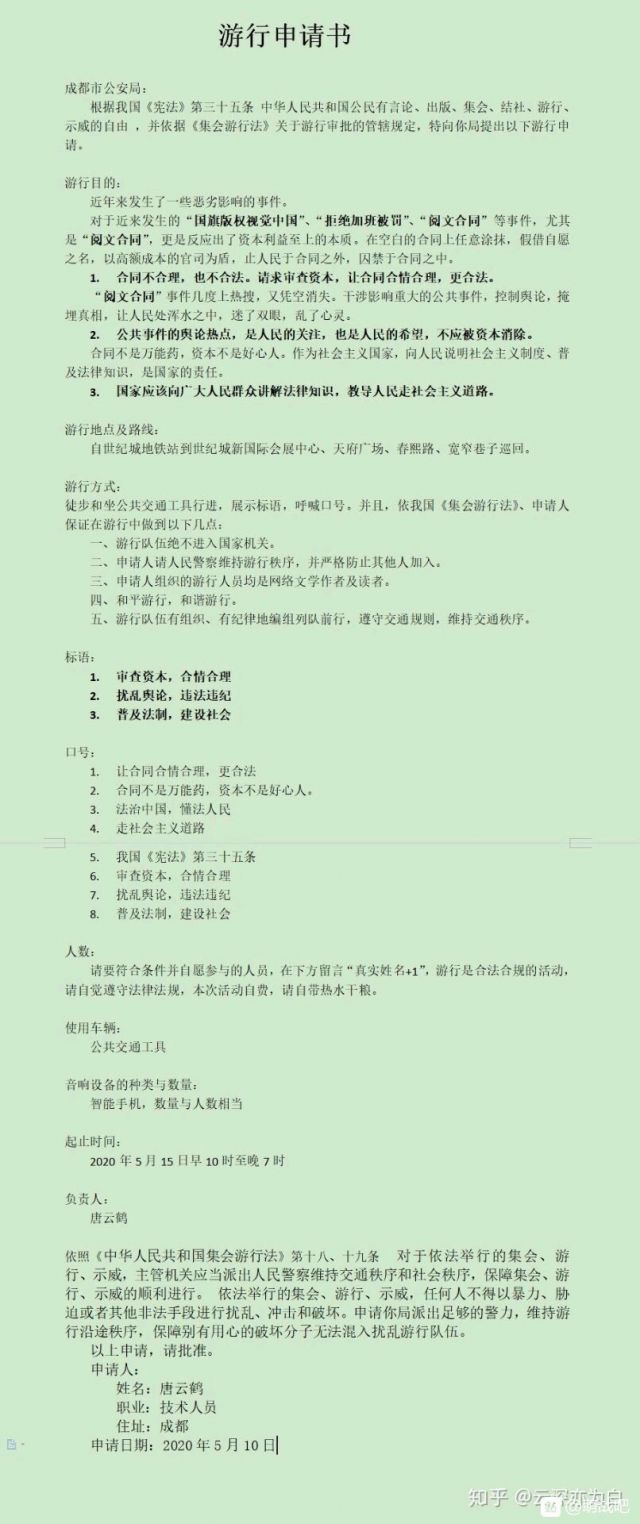 游行申请书
成都市公安局：
根据我国《宪法》第三十五条 中华人民共和国公民有言论、出版、集会、结社、游行、
示威的自由 ，并依据《集会游行法》关于游行审批的管辖规定，特向你局提出以下游行申
请。
游行目的：
近年来发生了一些恶劣影响的事件。
对于近来发生的“国旗版权视觉中国”、“拒绝加班被罚”、“阅文合同”等事件，尤其
是“阅文合同”，更是反应出了资本利益至上的本质。在空白的合同上任意涂抹，假借自愿
之名，以高额成本的官司为盾，止人民于合同之外，囚禁于合同之中。
1. 合同不合理，也不合法。请求审查资本，让合同合情合理，更合法。
“阅文合同”事件几度上热搜，又凭空消失。干涉影响重大的公共事件，控制舆论，掩
埋真相，让人民处浑水之中，迷了双眼，乱了心灵。
2. 公共事件的舆论热点，是人民的关注，也是人民的希望，不应被资本消除。
合同不是万能药，资本不是好心人。作为社会主义国家，向人民说明社会主义制度、普
及法律知识，是国家的责任。
3. 国家应该向广大人民群众讲解法律知识，教导人民走社会主义道路。
游行地点及路线：
自世纪城地铁站到世纪城新国际会展中心、天府广场、春熙路、宽窄巷子巡回。
游行方式：
徒步和坐公共交通工具行进，展示标语，呼喊口号。并且，依我国《集会游行法》、申请人
保证在游行中做到以下几点：
一、游行队伍绝不进入国家机关。
二、申请人请人民警察维持游行秩序，并严格防止其他人加入。
三、申请人组织的游行人员均是网络文学作者及读者。
四、和平游行，和谐游行。
五、游行队伍有组织、有纪律地编组列队前行，遵守交通规则，维持交通秩序。
标语：
1. 审查资本，合情合理
2. 扰乱舆论，违法违纪
3. 普及法制，建设社会
口号：
1. 让合同合情合理，更合法
2. 合同不是万能药，资本不是好心人。
3. 法治中国，懂法人民
4. 走社会主义道路
5. 我国《宪法》第三十五条
6. 审查资本，合情合理
7. 扰乱舆论，违法违纪
8. 普及法制，建设社会
人数：
请要符合条件并自愿参与的人员，在下方留言“真实姓名+1”，游行是合法合规的活动，
请自觉遵守法律法规，本次活动自费，请自带热水干粮。
使用车辆：
公共交通工具
音响设备的种类与数量：
智能手机，数量与人数相当
起止时间：
2020 年 5 月 15 日早 10 时至晚 7 时
负责人：
唐云鹤
依照《中华人民共和国集会游行法》第十八、十九条 对于依法举行的集会、游
行、示威，主管机关应当派出人民警察维持交通秩序和社会秩序，保障集会、游
行、示威的顺利进行。 依法举行的集会、游行、示威，任何人不得以暴力、胁
迫或者其他非法手段进行扰乱、冲击和破坏。申请你局派出足够的警力，维持游
行沿途秩序，保障别有用心的破坏分子无法混入扰乱游行队伍。
以上申请，请批准。
申请人：
姓名：唐云鹤
职业：技术人员
住址：成都
申请日期：2020 年 5 月 10 日
知乎 @云深亦为白